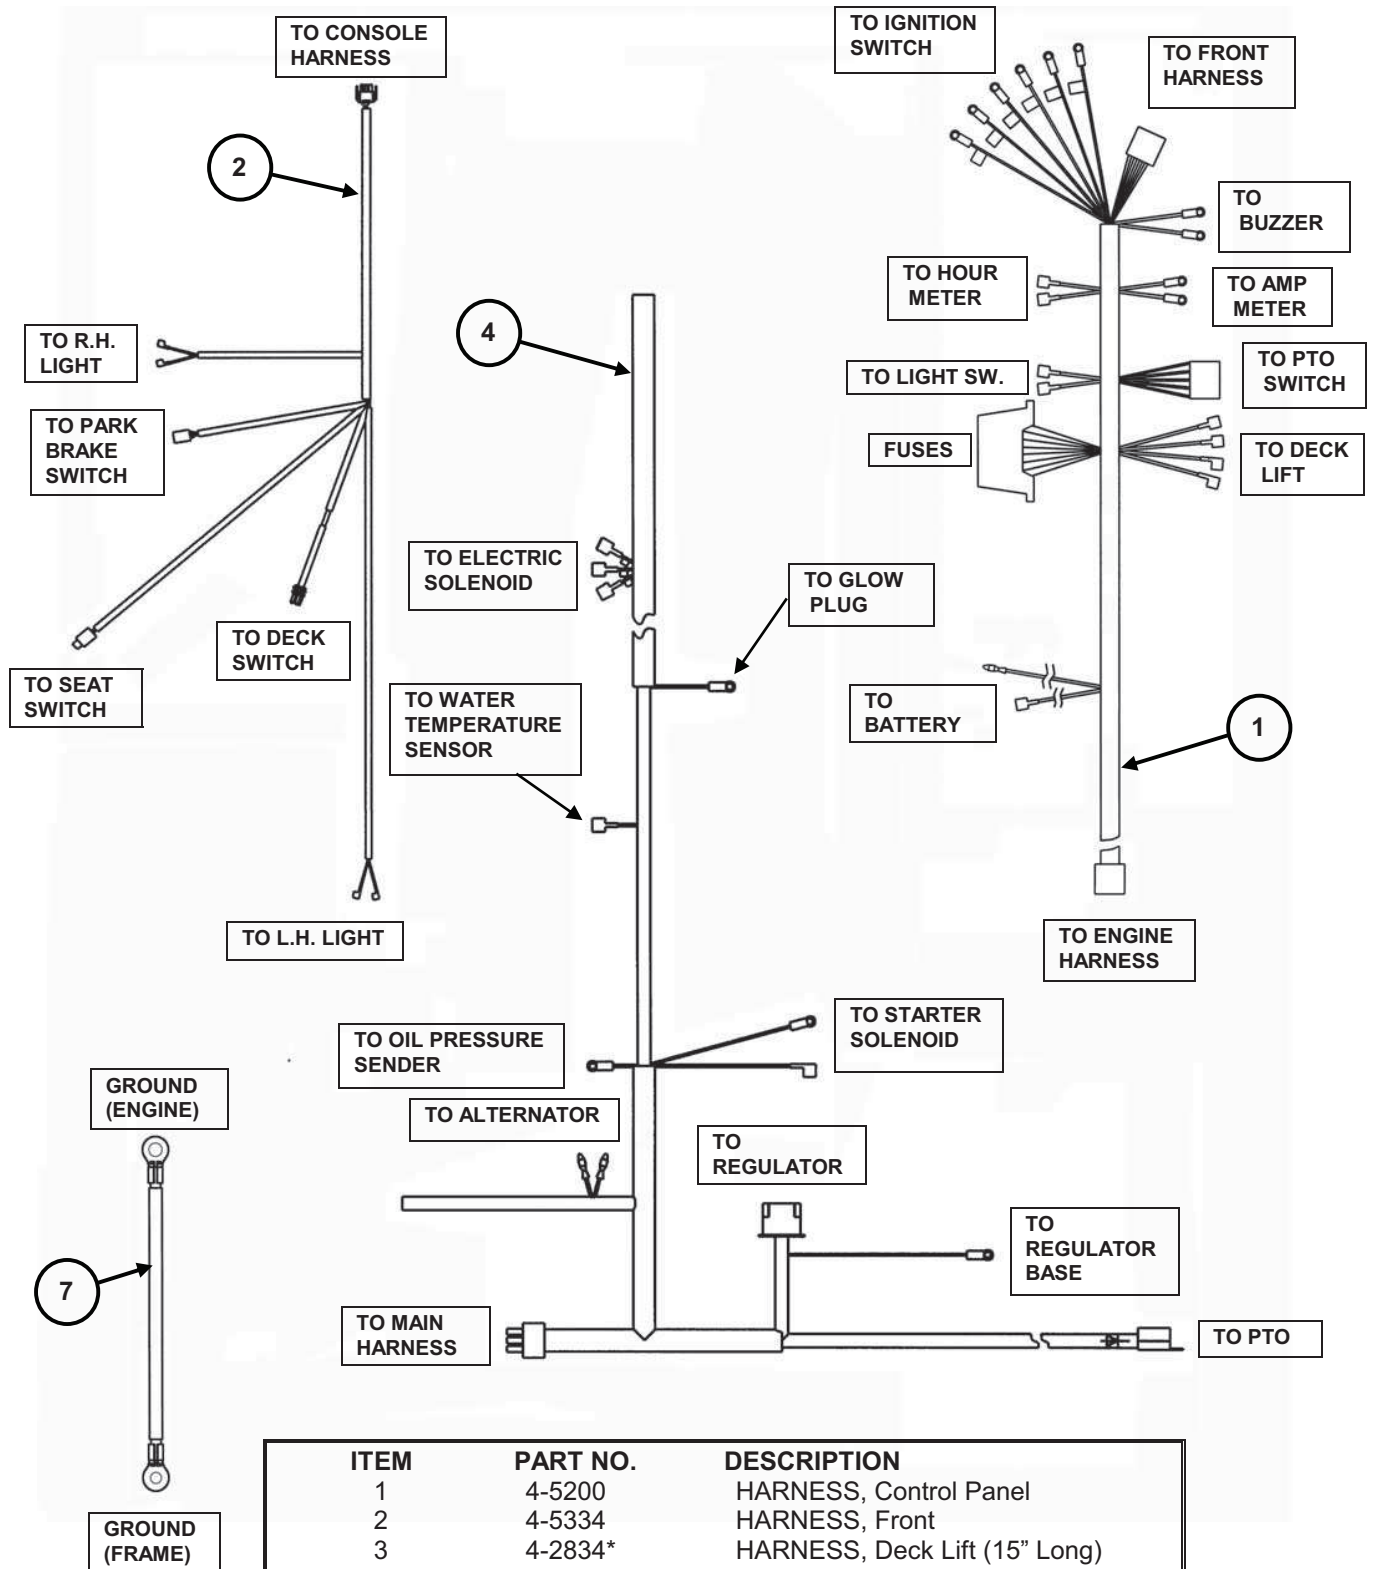 TO CONSOLE
HARNESS
TO IGNITION
SWITCH
TO FRONT
HARNESS
2
TO
BUZZER
TO HOUR
METER
TO AMP
METER
4
TO R.H.
LIGHT
TO LIGHT SW.
TO PTO
SWITCH
TO PARK
BRAKE
SWITCH
FUSES
TO DECK
LIFT
TO ELECTRIC
SOLENOID
TO GLOW
PLUG
TO DECK
SWITCH
TO SEAT
SWITCH
TO WATER
TEMPERATURE
SENSOR
TO
BATTERY
1
TO L.H. LIGHT
TO ENGINE
HARNESS
TO OIL PRESSURE
SENDER
TO STARTER
SOLENOID
GROUND
(ENGINE)
TO ALTERNATOR
TO
REGULATOR
TO
REGULATOR
BASE
7
TO MAIN
HARNESS
TO PTO
GROUND
(FRAME)
ITEM PART NO. DESCRIPTION
1 4-5200 HARNESS, Control Panel
2 4-5334 HARNESS, Front
3 4-2834* HARNESS, Deck Lift (15” Long)